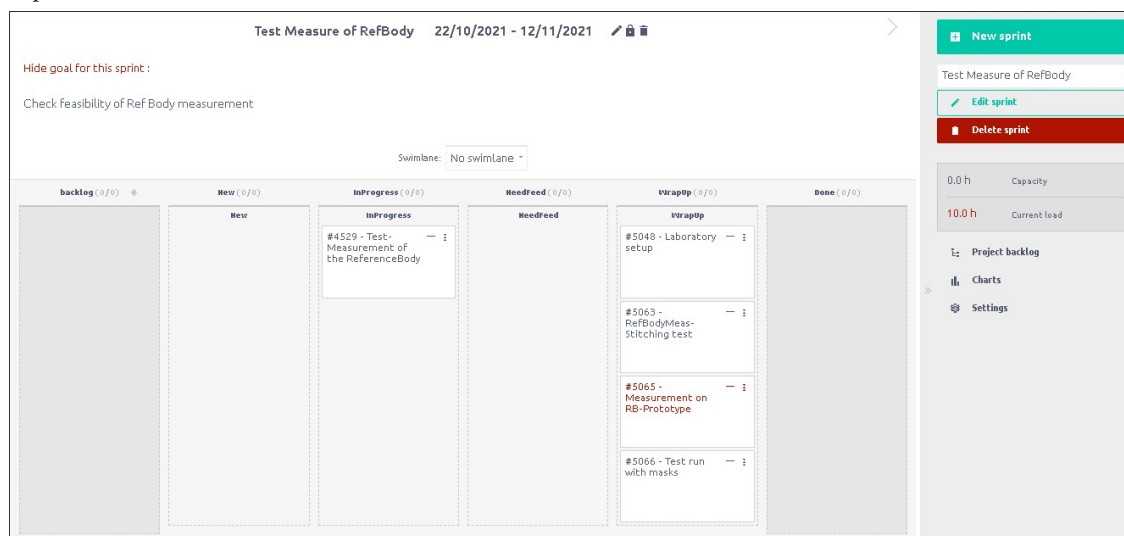 Test Measure of RefBody 22/10/2021 - 12/11/2021
Hide goal for this sprint :
Check feasibility of Ref Body measurement
Swimlane: No swimlane
backlog (0/0) New (0/0) InProgress (0/0) NeedFeed (0/0) WrapUp (0/0) Done (0/0)
New InProgress NeedFeed WrapUp
#4529 - Test-
Measurement of
the ReferenceBody
#5048 - Laboratory
setup
#5063 -
RefBodyMeas-
Stitching test
#5065 -
Measurement on
RB-Prototype
#5066 - Test run
with masks
New sprint
Test Measure of RefBody
Edit sprint
Delete sprint
0.0 h Capacity
10.0 h Current load
Project backlog
Charts
Settings